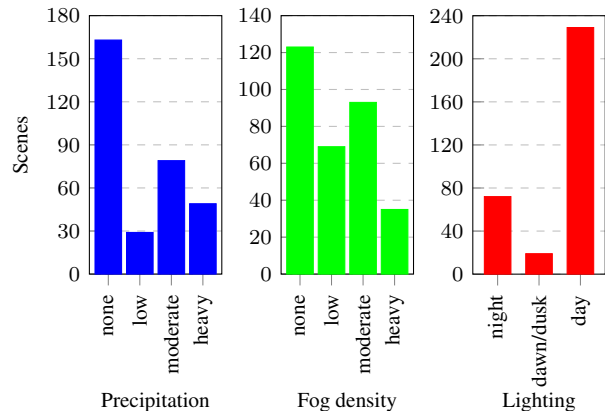 Scenes
180
150
120
90
60
30
0
none
low
moderate
heavy
Precipitation
140
120
100
80
60
40
20
0
none
low
moderate
heavy
Fog density
240
200
160
120
80
40
0
night
dawn/dusk
day
Lighting